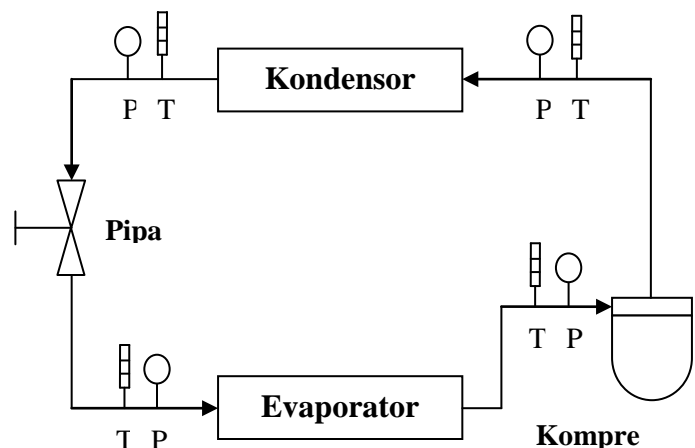 Kondensor
P T
P T
Pipa
T P
T P
Evaporator
Kompre